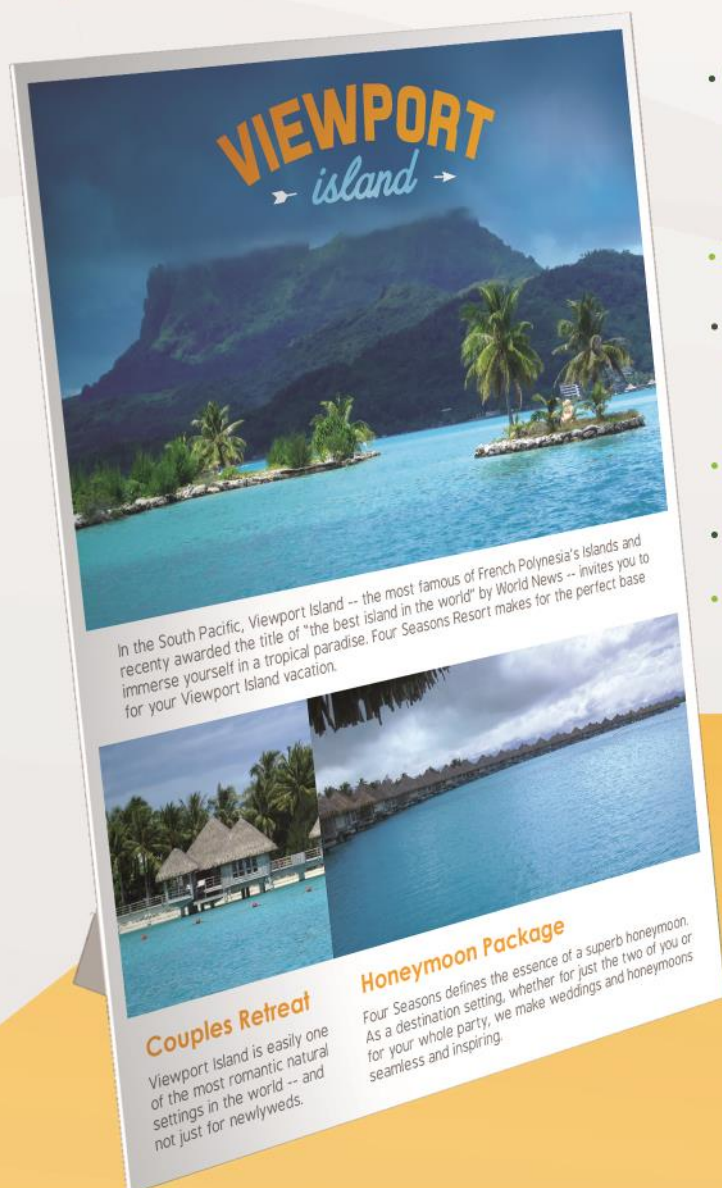 VIEWPORT
island
In the South Pacific, Viewport Island -- the most famous of French Polynesia's Islands and
recenty awarded the title of "the best island in the world" by World News -- invites you to
immerse yourself in a tropical paradise. Four Seasons Resort makes for the perfect base
for your Viewport Island vacation.
Couples Retreat
Viewport Island is easily one
of the most romantic natural
settings in the world -- and
not just for newlyweds.
Honeymoon Package
Four Seasons defines the essence of a superb honeymoon.
As a destination setting, whether for just the two of you or
for your whole party, we make weddings and honeymoons
seamless and inspiring.